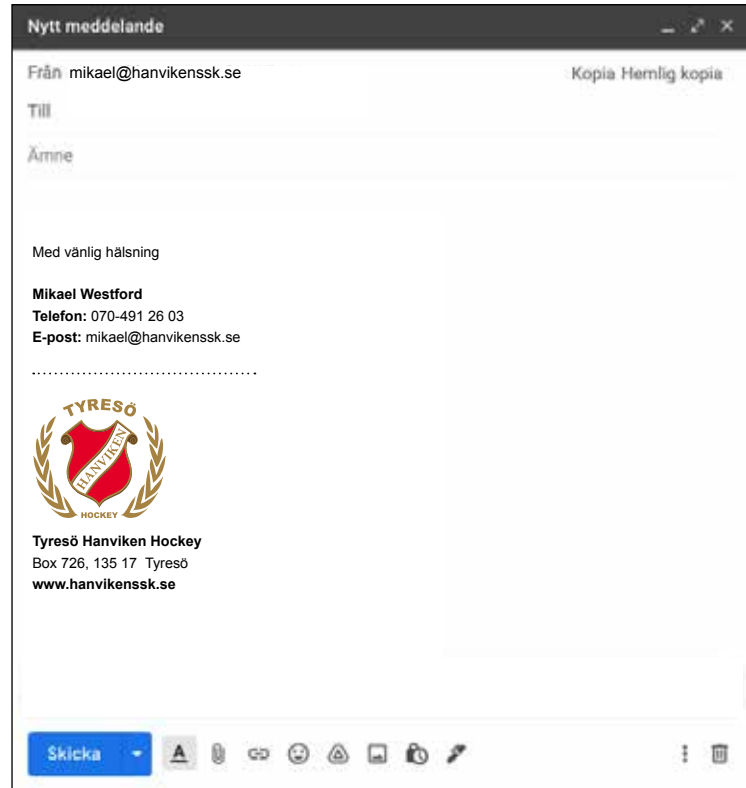 Nytt meddelande
Från mikael@hanvikenssk.se Kopia Hemlig kopia
Till
Ämne
Med vänlig hälsning
Mikael Westford
Telefon: 070-491 26 03
E-post: mikael@hanvikenssk.se
TYRESÖ
HANVIKEN
HOCKEY
Tyresö Hanviken Hockey
Box 726, 135 17 Tyresö
www.hanvikenssk.se
Skicka